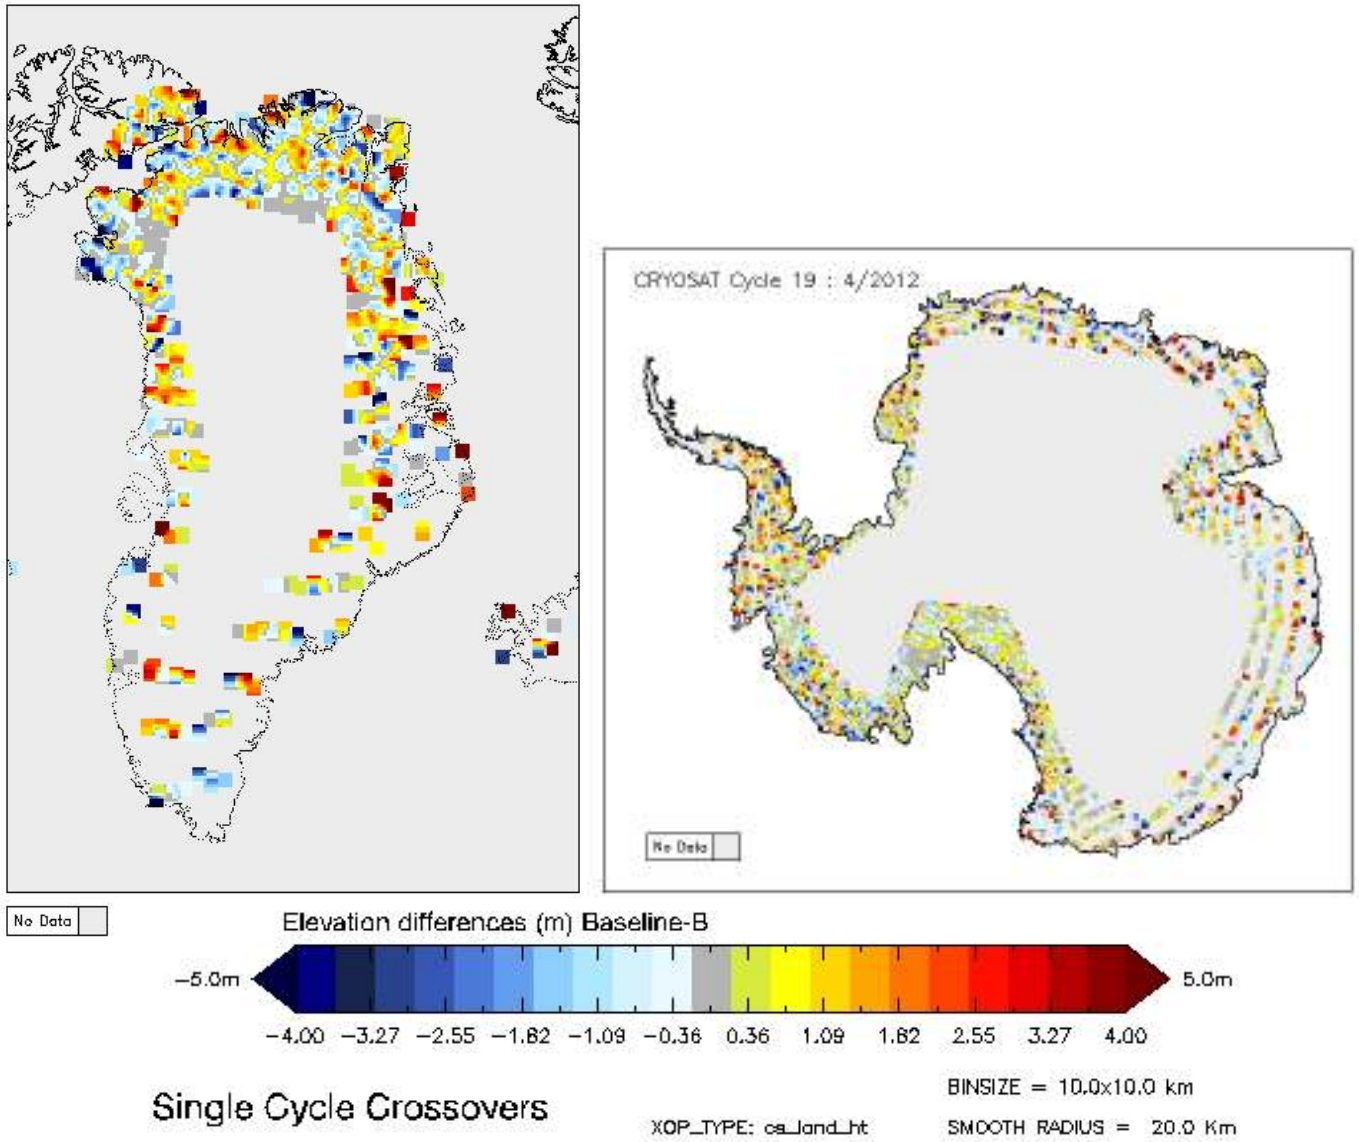 CRYOSAT Cycle 19 : 4/2012
No Data
No Data
Elevation differences (m) Baseline-B
-5.0m
5.0m
-4.00 -3.27 -2.55 -1.82 -1.09 -0.36 0.36 1.09 1.82 2.55 3.27 4.00
BINSIZE = 10.0x10.0 km
Single Cycle Crossovers
XOP_TYPE: cs_land_ht
SMOOTH RADIUS = 20.0 Km